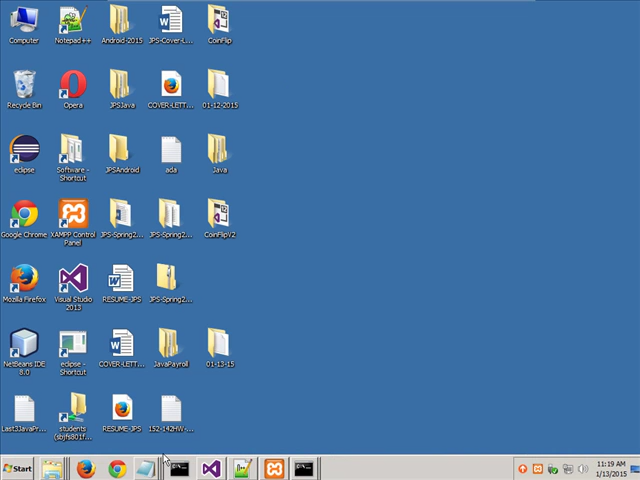 Computer
Notepad++
Android-2015
JPS-Cover-L...
CoinFlip
Recycle Bin
Opera
JPSJava
COVER-LETT...
01-12-2015
eclipse
Software -
Shortcut
JPSAndroid
ada
Java
Google Chrome
XAMPP Control
Panel
JPS-Spring2...
JPS-Spring2...
CoinFlipV2
Mozilla Firefox
Visual Studio
2013
RESUME-JPS
JPS-Spring2...
NetBeans IDE
8.0
eclipse -
Shortcut
COVER-LETT...
JavaPayroll
01-13-15
Last3JavaPr...
students
(sbjfs801f...
RESUME-JPS
152-142HW-...
Start
11:19 AM
1/13/2015